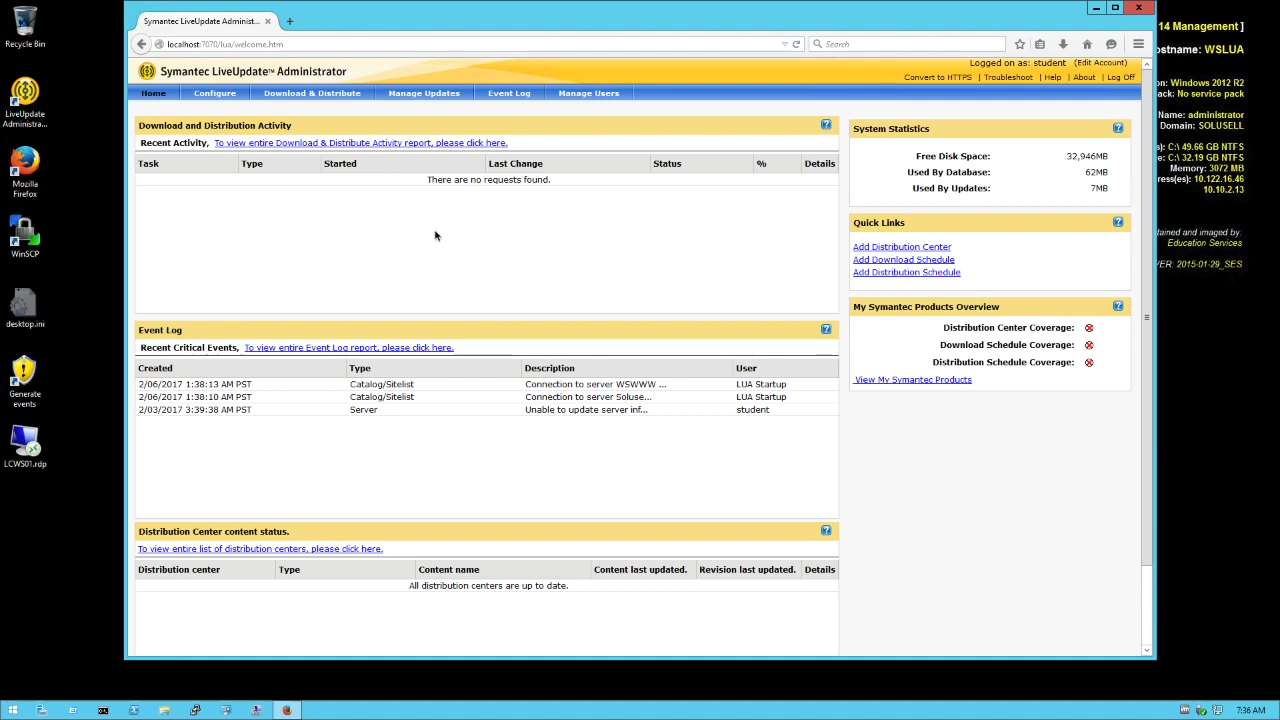 Recycle Bin
LiveUpdate
Administra...
Mozilla
Firefox
WinSCP
desktop.ini
Generate
events
LCWS01.rdp
Symantec LiveUpdate Administ...
localhost:7070/lua/welcome.htm
Search
Symantec LiveUpdate™ Administrator
Logged on as: student (Edit Account)
Convert to HTTPS | Troubleshoot | Help | About | Log Off
Home
Configure
Download & Distribute
Manage Updates
Event Log
Manage Users
Download and Distribution Activity
Recent Activity, To view entire Download & Distribute Activity report, please click here.
Task Type Started Last Change Status % Details
There are no requests found.
Event Log
Recent Critical Events, To view entire Event Log report, please click here.
Created Type Description User
2/06/2017 1:38:13 AM PST Catalog/Sitelist Connection to server WSWWW ... LUA Startup
2/06/2017 1:38:10 AM PST Catalog/Sitelist Connection to server Soluse... LUA Startup
2/03/2017 3:39:38 AM PST Server Unable to update server inf... student
Distribution Center content status.
To view entire list of distribution centers, please click here.
Distribution center Type Content name Content last updated. Revision last updated. Details
All distribution centers are up to date.
System Statistics
Free Disk Space: 32,946MB
Used By Database: 62MB
Used By Updates: 7MB
Quick Links
Add Distribution Center
Add Download Schedule
Add Distribution Schedule
My Symantec Products Overview
Distribution Center Coverage:
Download Schedule Coverage:
Distribution Schedule Coverage:
View My Symantec Products
14 Management ]
ostname: WSLUA
on: Windows 2012 R2
ack: No service pack
Name: administrator
Domain: SOLUSELL
s): C:\ 49.66 GB NTFS
ce: C:\ 32.19 GB NTFS
Memory: 3072 MB
ress(es): 10.122.16.46
10.10.2.13
tained and imaged by:
Education Services
VER: 2015-01-29_SES
7:36 AM